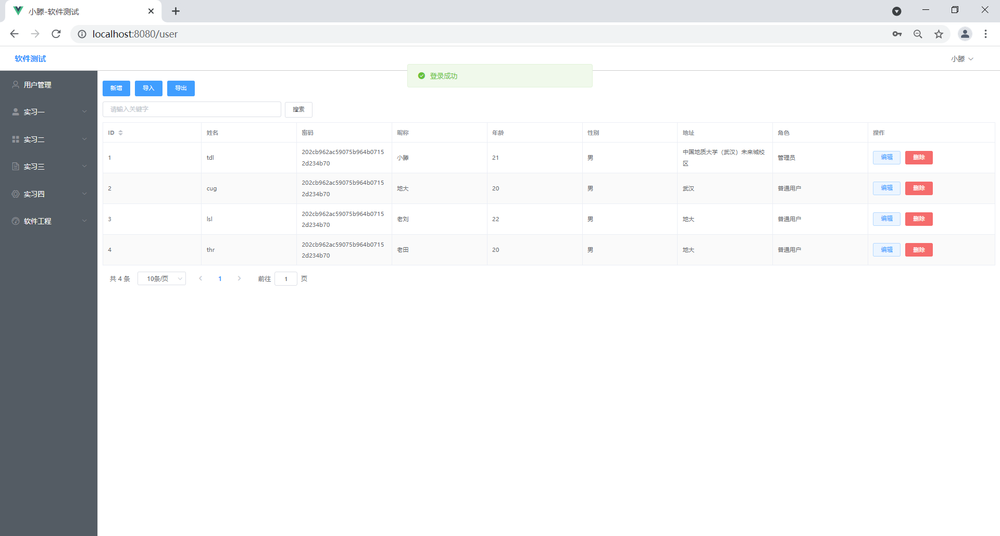 小滕-软件测试
localhost:8080/user
软件测试
小滕
登录成功
用户管理
实习一
实习二
实习三
实习四
软件工程
新增 导入 导出
请输入关键字 搜索
ID 姓名 密码 昵称 年龄 性别 地址 角色 操作
1 tdl 202cb962ac59075b964b0715 小滕 21 男 中国地质大学（武汉）未来城校 管理员 编辑 删除
2d234b70 区
2 cug 202cb962ac59075b964b0715 地大 20 男 武汉 普通用户 编辑 删除
2d234b70
3 lsl 202cb962ac59075b964b0715 老刘 22 男 地大 普通用户 编辑 删除
2d234b70
4 thr 202cb962ac59075b964b0715 老田 20 男 地大 普通用户 编辑 删除
2d234b70
共 4 条 10条/页 1 前往 1 页